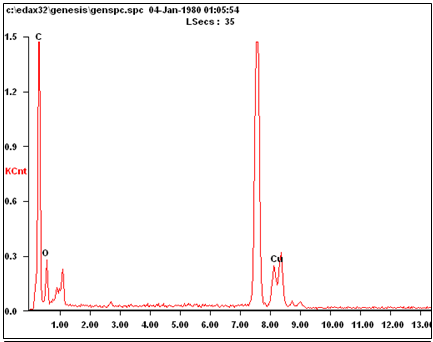 c:\edax32\genesis\genspc.spc 04-Jan-1980 01:05:54
LSecs : 35
1.5
C
1.2
0.9
KCnt
0.6
0.3
O
Cu
0.0
1.00 2.00 3.00 4.00 5.00 6.00 7.00 8.00 9.00 10.00 11.00 12.00 13.00